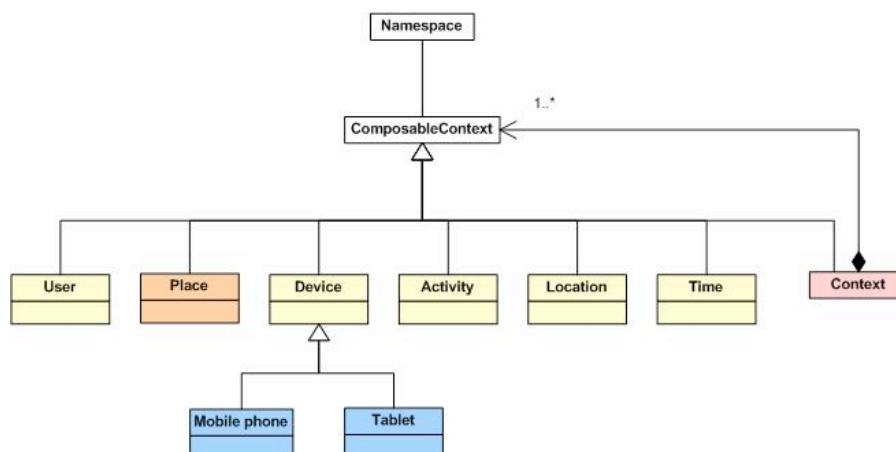 Namespace
1..*
ComposableContext
User
Place
Device
Activity
Location
Time
Context
Mobile phone
Tablet